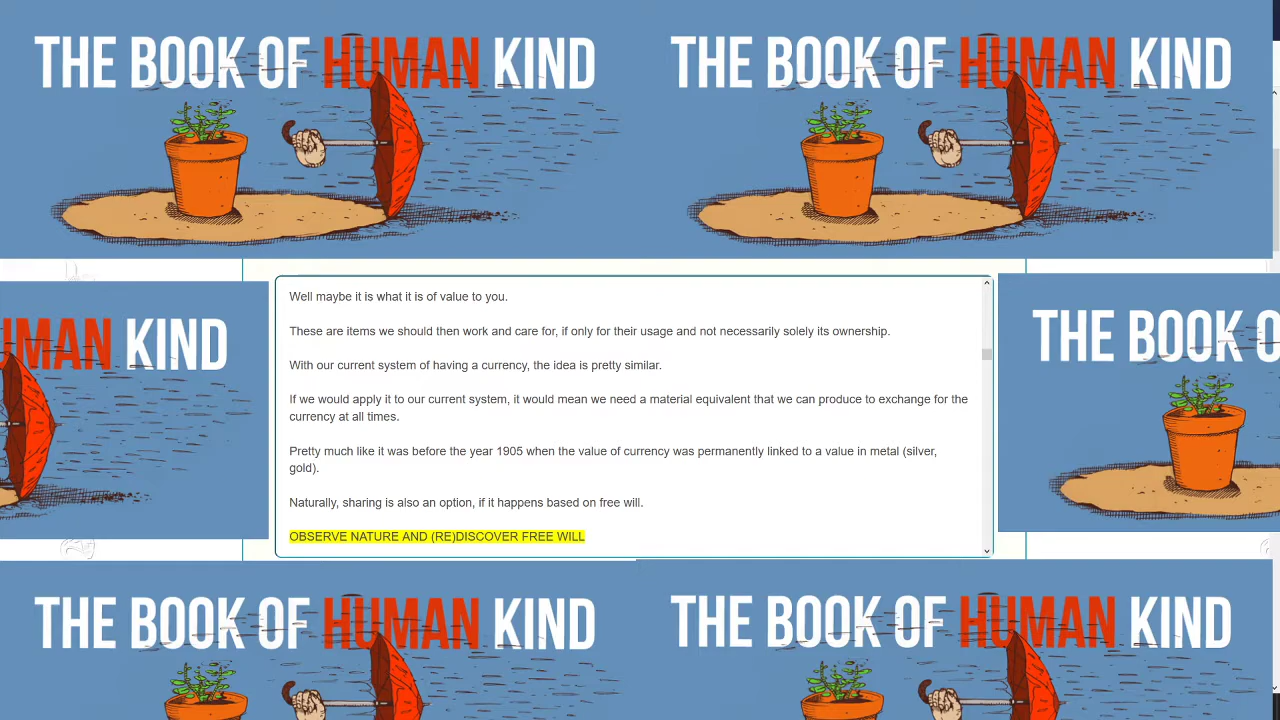 THE BOOK OF HUMAN KIND
THE BOOK OF HUMAN KIND
Well maybe it is what it is of value to you.
These are items we should then work and care for, if only for their usage and not necessarily solely its ownership.
With our current system of having a currency, the idea is pretty similar.
If we would apply it to our current system, it would mean we need a material equivalent that we can produce to exchange for the
currency at all times.
Pretty much like it was before the year 1905 when the value of currency was permanently linked to a value in metal (silver,
gold).
Naturally, sharing is also an option, if it happens based on free will.
OBSERVE NATURE AND (RE)DISCOVER FREE WILL
UMAN KIND
THE BOOK O
THE BOOK OF HUMAN KIND
THE BOOK OF HUMAN KIND